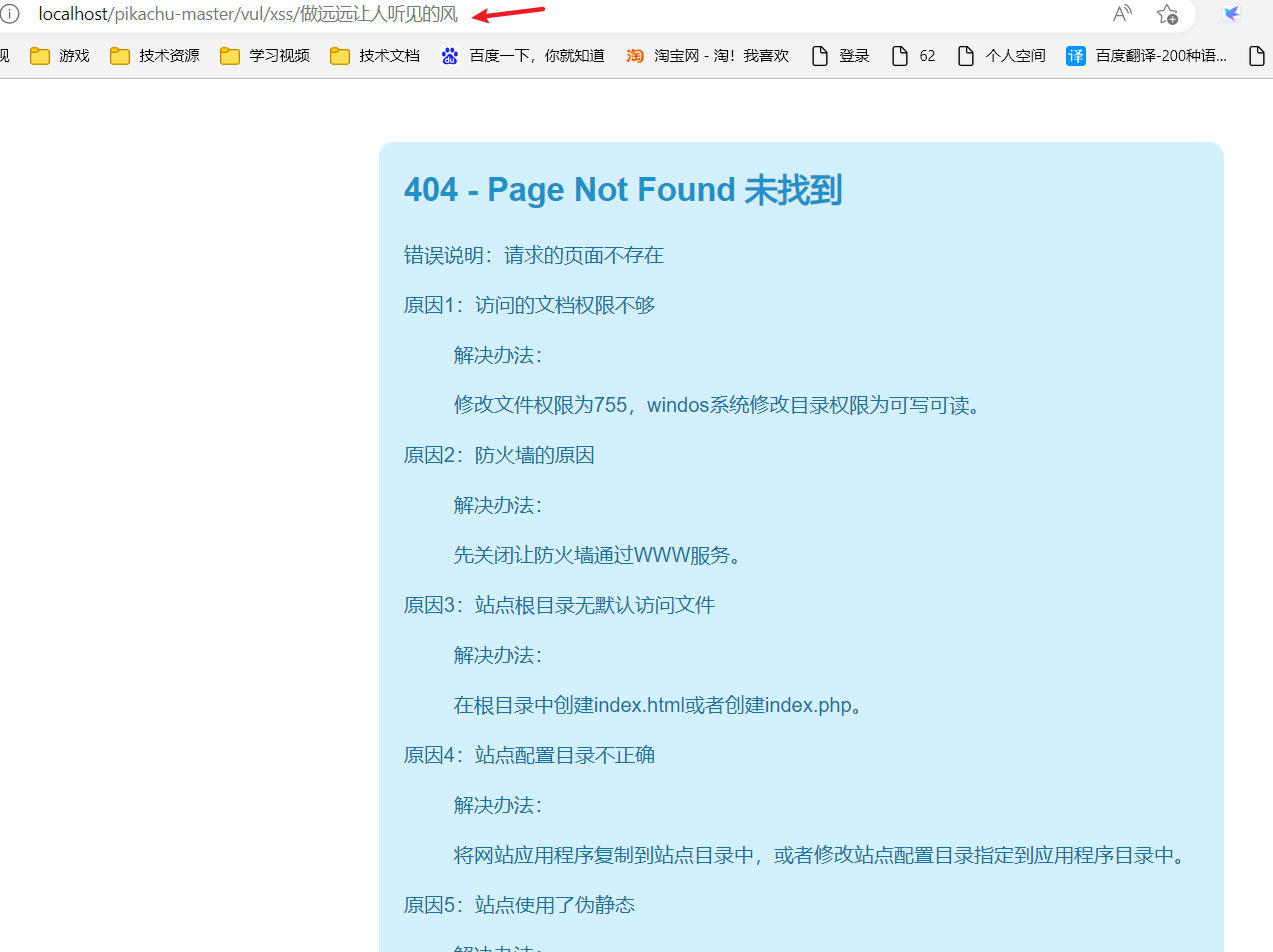 localhost/pikachu-master/vul/xss/做远远让人听见的风
游戏 技术资源 学习视频 技术文档 百度一下，你就知道 淘 淘宝网 - 淘！我喜欢 登录 62 个人空间 译 百度翻译-200种语...
404 - Page Not Found 未找到
错误说明：请求的页面不存在
原因1：访问的文档权限不够
解决办法：
修改文件权限为755，windos系统修改目录权限为可写可读。
原因2：防火墙的原因
解决办法：
先关闭让防火墙通过WWW服务。
原因3：站点根目录无默认访问文件
解决办法：
在根目录中创建index.html或者创建index.php。
原因4：站点配置目录不正确
解决办法：
将网站应用程序复制到站点目录中，或者修改站点配置目录指定到应用程序目录中。
原因5：站点使用了伪静态